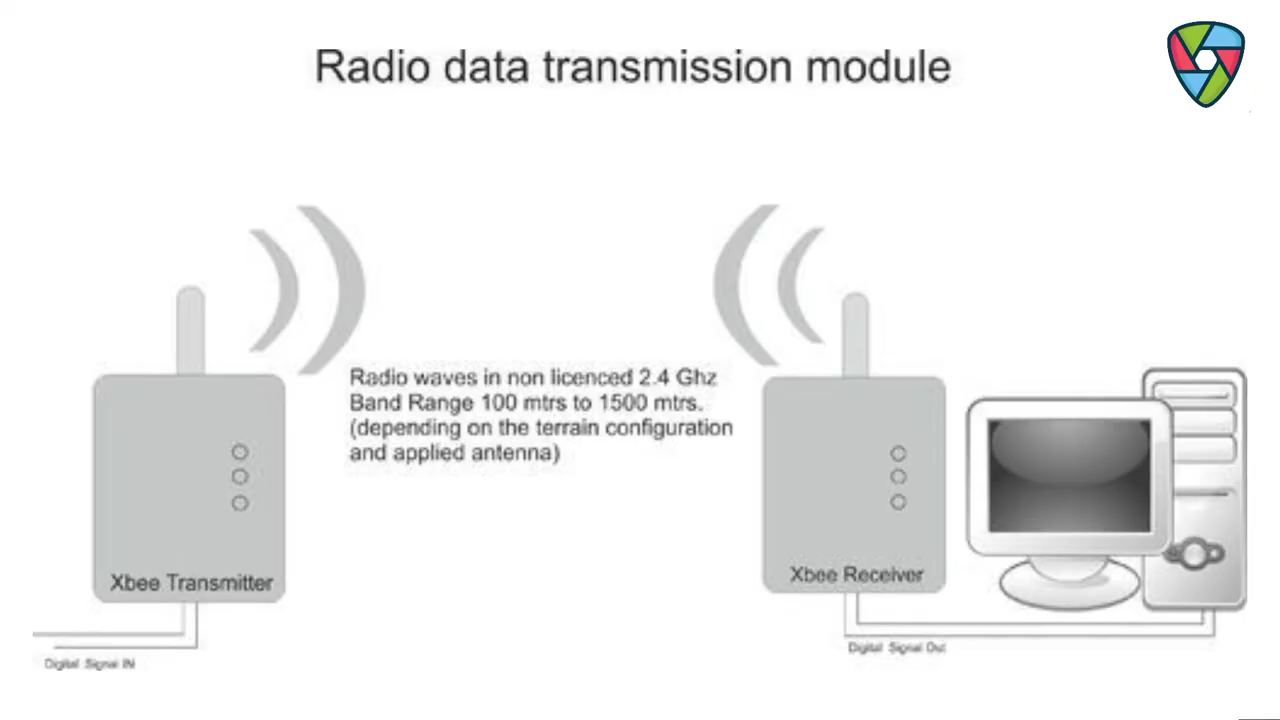 Radio data transmission module
Radio waves in non licenced 2.4 Ghz
Band Range 100 mtrs to 1500 mtrs.
(depending on the terrain configuration
and applied antenna)
Xbee Transmitter
Xbee Receiver
Digital Signal IN
Digital Signal Out